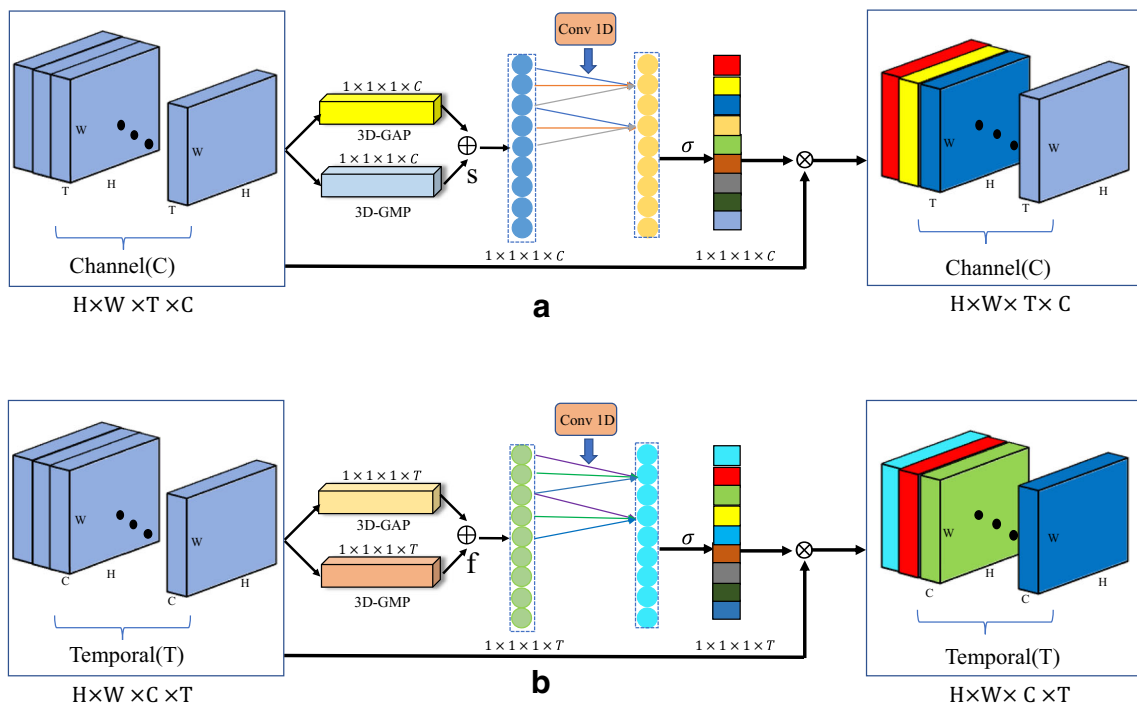 Conv 1D
1×1×1×C
3D-GAP
1×1×1×C
3D-GMP
⊕
s
σ
⊗
W
H
T
W
H
T
Channel(C)
H×W ×T ×C
1×1×1×C
1×1×1×C
W
H
T
W
H
T
Channel(C)
H×W× T× C
a
Conv 1D
1×1×1×T
3D-GAP
1×1×1×T
3D-GMP
⊕
f
σ
⊗
W
H
C
W
H
C
Temporal(T)
H×W ×C ×T
1×1×1×T
1×1×1×T
W
H
C
W
H
C
Temporal(T)
H×W× C ×T
b